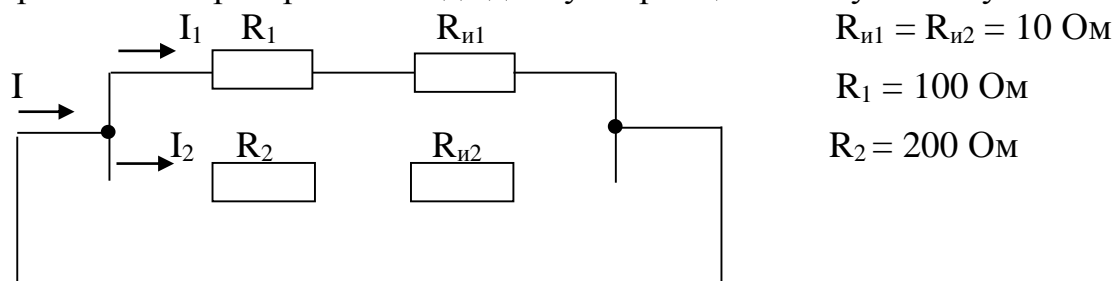 I₁ R₁ Rи1 Rи1 = Rи2 = 10 Ом
I R₁ = 100 Ом
I₂ R₂ Rи2 R₂ = 200 Ом